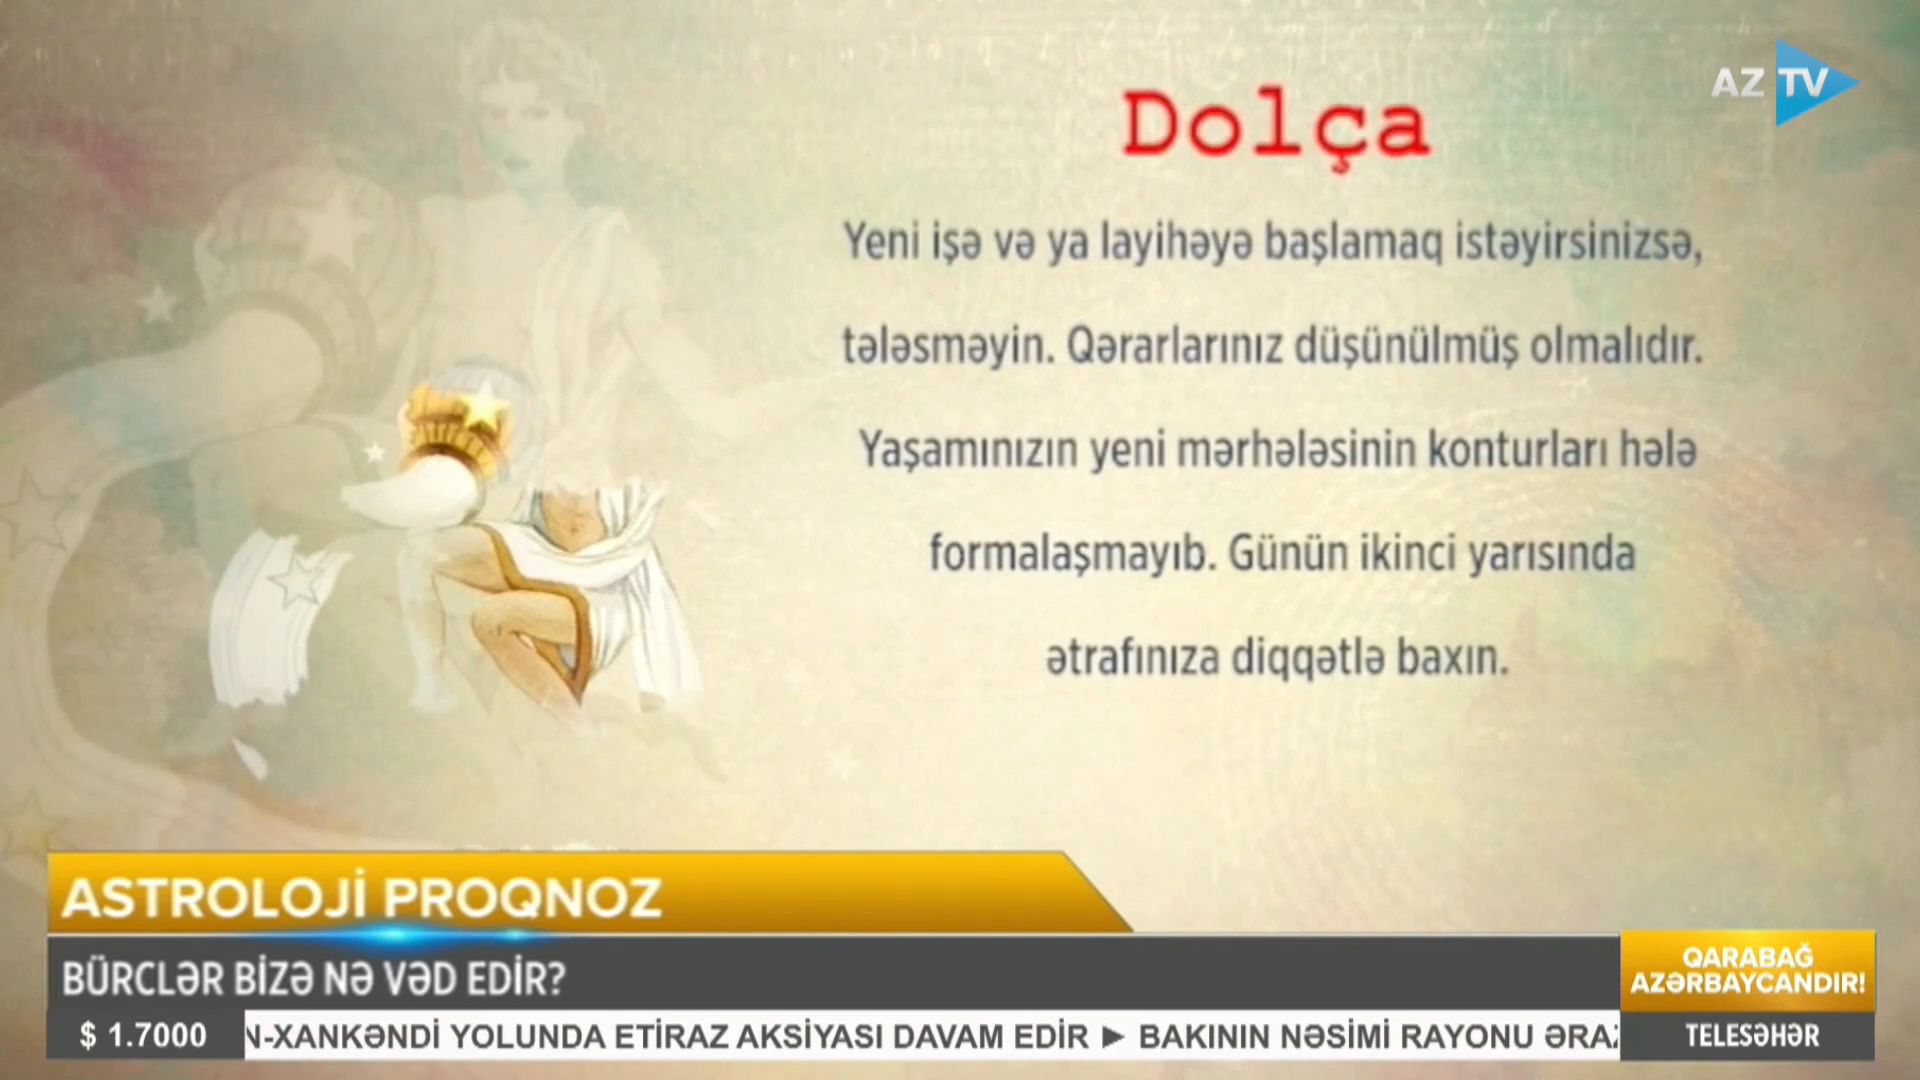 AZ TV
Dolça
Yeni işə və ya layihəyə başlamaq istəyirsinizsə,
tələsməyin. Qərarlarınız düşünülmüş olmalıdır.
Yaşamınızın yeni mərhələsinin konturları hələ
formalaşmayıb. Günün ikinci yarısında
ətrafınıza diqqətlə baxın.
ASTROLOJİ PROQNOZ
BÜRCLƏR BİZƏ NƏ VƏD EDİR?
QARABAĞ
AZƏRBAYCANDIR!
$ 1.7000
N-XANKƏNDİ YOLUNDA ETİRAZ AKSİYASI DAVAM EDİR ► BAKININ NƏSİMİ RAYONU
TELESƏHƏR